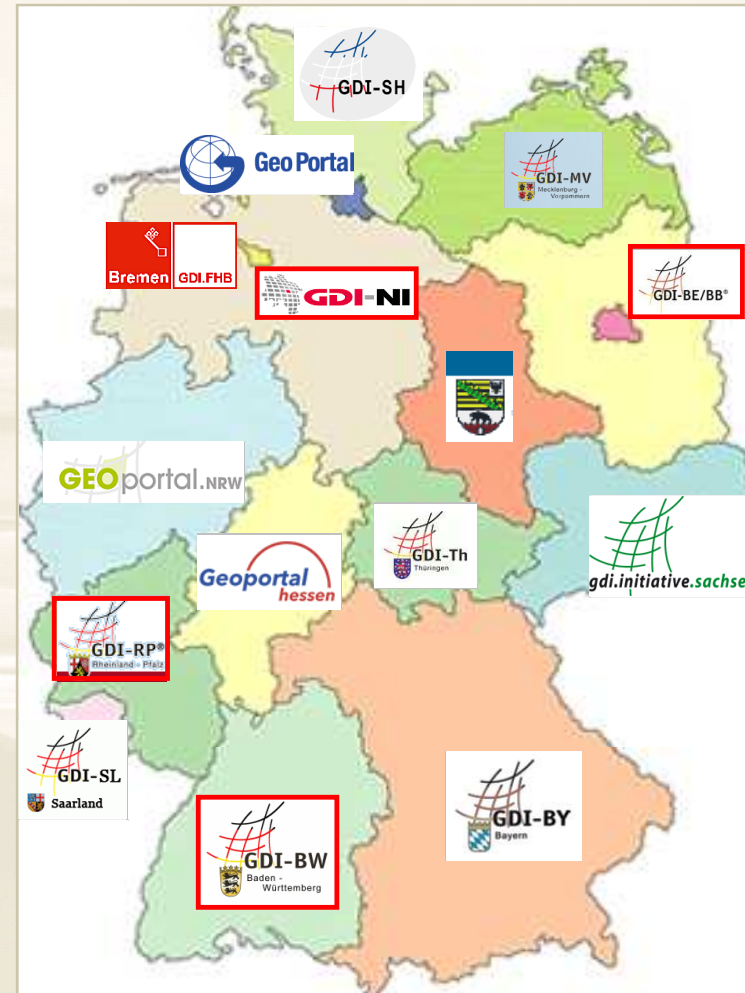 GDI-SH
Geo Portal
GDI-MV
Mecklenburg -
Vorpommern
Bremen GDI.FHB
GDI-NI
GDI-BE/BB®
GEOportal.NRW
GDI-Th
Thüringen
Geoportal
hessen
gdi.initiative.sachse
GDI-RP®
Rheinland - Pfalz
GDI-SL
Saarland
GDI-BY
Bayern
GDI-BW
Baden -
Württemberg